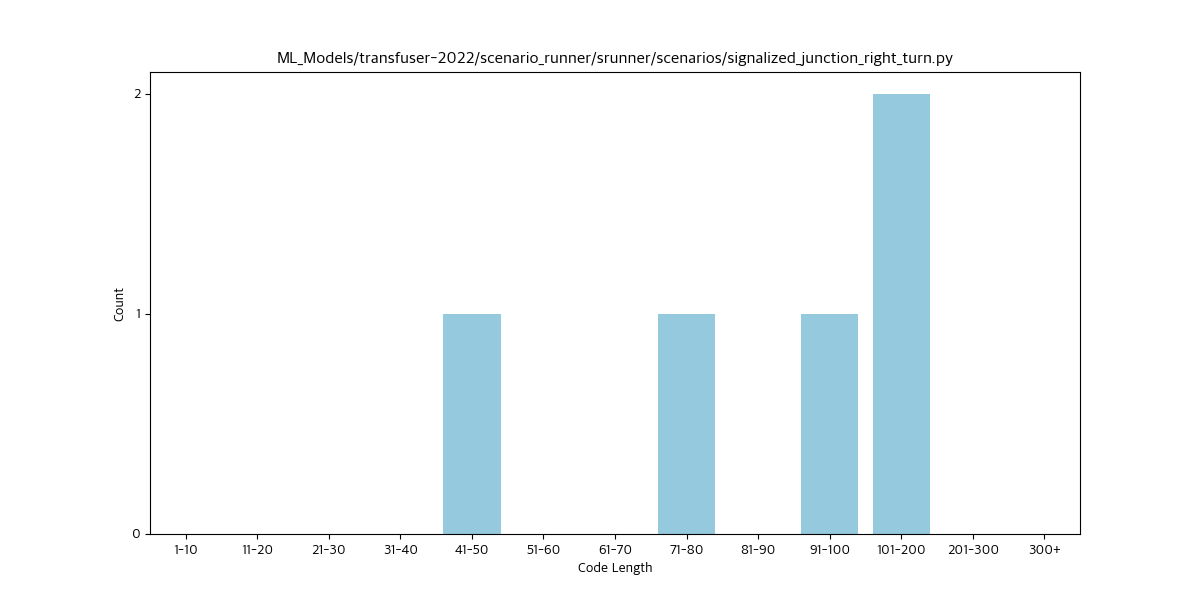 ML_Models/transfuser-2022/scenario_runner/srunner/scenarios/signalized_junction_right_turn.py
2
1
0
Count
1-10 11-20 21-30 31-40 41-50 51-60 61-70 71-80 81-90 91-100 101-200 201-300 300+
Code Length